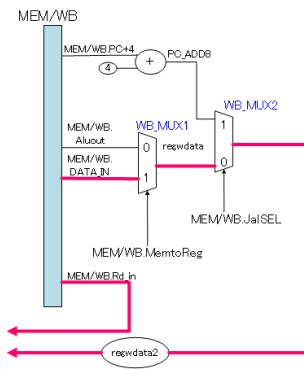 MEM/WB
MEM/WB.PC+4
PC_ADD8
4
+
WB_MUX2
MEM/WB.
Aluout
WB_MUX1
1
0
regwdata
MEM/WB.
DATA_IN
1
0
MEM/WB.JalSEL
MEM/WB.MemtoReg
MEM/WB.Rd_in
regwdata2